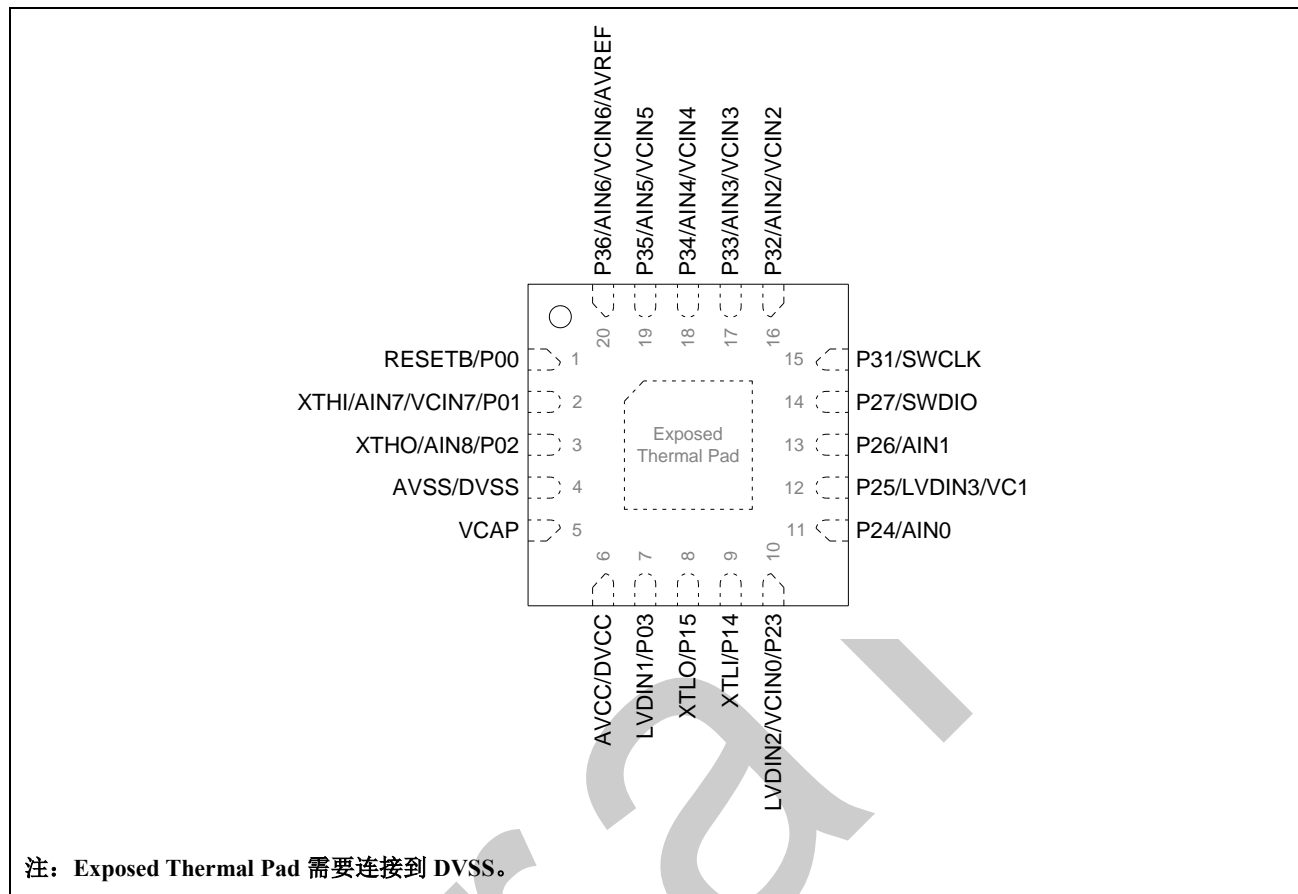 P36/AIN6/VCIN6/AVREF
P35/AIN5/VCIN5
P34/AIN4/VCIN4
P33/AIN3/VCIN3
P32/AIN2/VCIN2
20
19
18
17
16
RESETB/P00 1
XTHI/AIN7/VCIN7/P01 2
XTHO/AIN8/P02 3
AVSS/DVSS 4
VCAP 5
Exposed
Thermal Pad
15 P31/SWCLK
14 P27/SWDIO
13 P26/AIN1
12 P25/LVDIN3/VC1
11 P24/AIN0
6
7
8
9
10
AVCC/DVCC
LVDIN1/P03
XTLO/P15
XTLI/P14
LVDIN2/VCIN0/P23
注：Exposed Thermal Pad 需要连接到 DVSS。